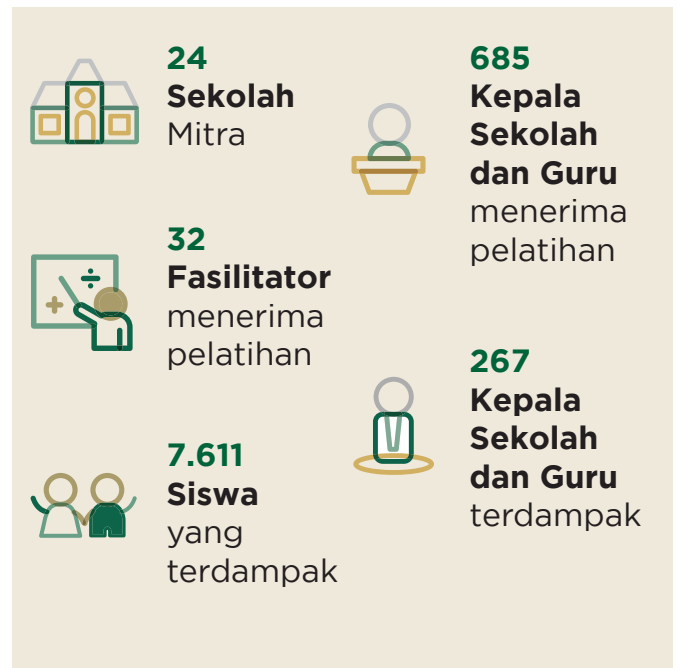 24
Sekolah
Mitra
32
Fasilitator
menerima
pelatihan
7.611
Siswa
yang
terdampak
685
Kepala
Sekolah
dan Guru
menerima
pelatihan
267
Kepala
Sekolah
dan Guru
terdampak